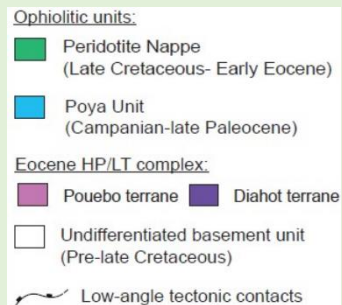 Ophiolitic units:
Peridotite Nappe
(Late Cretaceous- Early Eocene)
Poya Unit
(Campanian-late Paleocene)
Eocene HP/LT complex:
Pouebo terrane Diahot terrane
Undifferentiated basement unit
(Pre-late Cretaceous)
Low-angle tectonic contacts